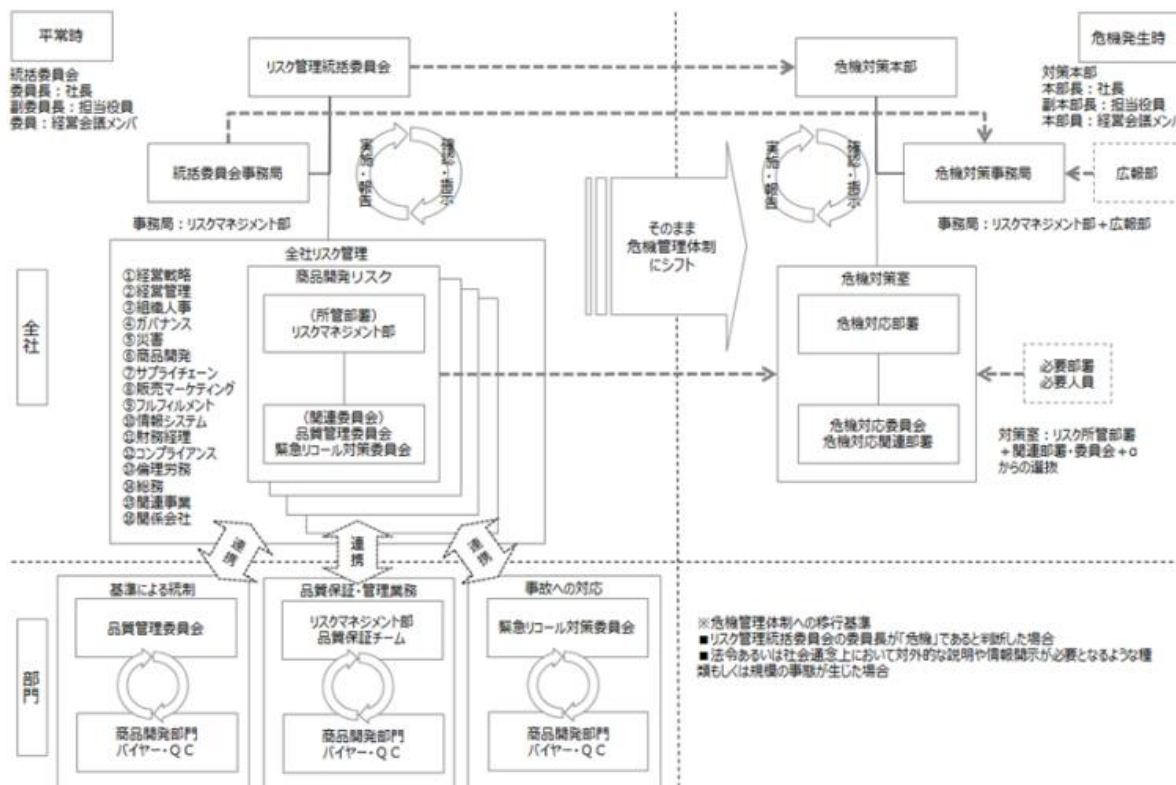 平常時
統括委員会
委員長：社長
副委員長：担当役員
委員：経営会議メンバ
リスク管理統括委員会
統括委員会事務局
事務局：リスクマネジメント部
実施・報告
確認・指示
危機対策本部
危機発生時
対策本部
本部長：社長
副本部長：担当役員
本部員：経営会議メンバ
危機対策事務局
広報部
事務局：リスクマネジメント部＋広報部
実施・報告
確認・指示
そのまま
危機管理体制
にシフト
全社
全社リスク管理
①経営戦略
②経営管理
③組織人事
④ガバナンス
⑤災害
⑥商品開発
⑦サプライチェーン
⑧販売マーケティング
⑨フルフィルメント
⑩情報システム
⑪財務経理
⑫コンプライアンス
⑬倫理労務
⑭総務
⑮関連事業
⑯関係会社
商品開発リスク
（所管部署）
リスクマネジメント部
（関連委員会）
品質管理委員会
緊急リコール対策委員会
危機対策室
危機対応部署
危機対応委員会
危機対応関連部署
必要部署
必要人員
対策室：リスク所管部署
＋関連部署・委員会＋α
からの選抜
連携
連携
連携
部門
基準による統制
品質管理委員会
商品開発部門
バイヤー・ＱＣ
品質保証・管理業務
リスクマネジメント部
品質保証チーム
商品開発部門
バイヤー・ＱＣ
事故への対応
緊急リコール対策委員会
商品開発部門
バイヤー・ＱＣ
※危機管理体制への移行基準
■リスク管理統括委員会の委員長が「危機」であると判断した場合
■法令あるいは社会通念上において対外的な説明や情報開示が必要となるような種
類もしくは規模の事態が生じた場合